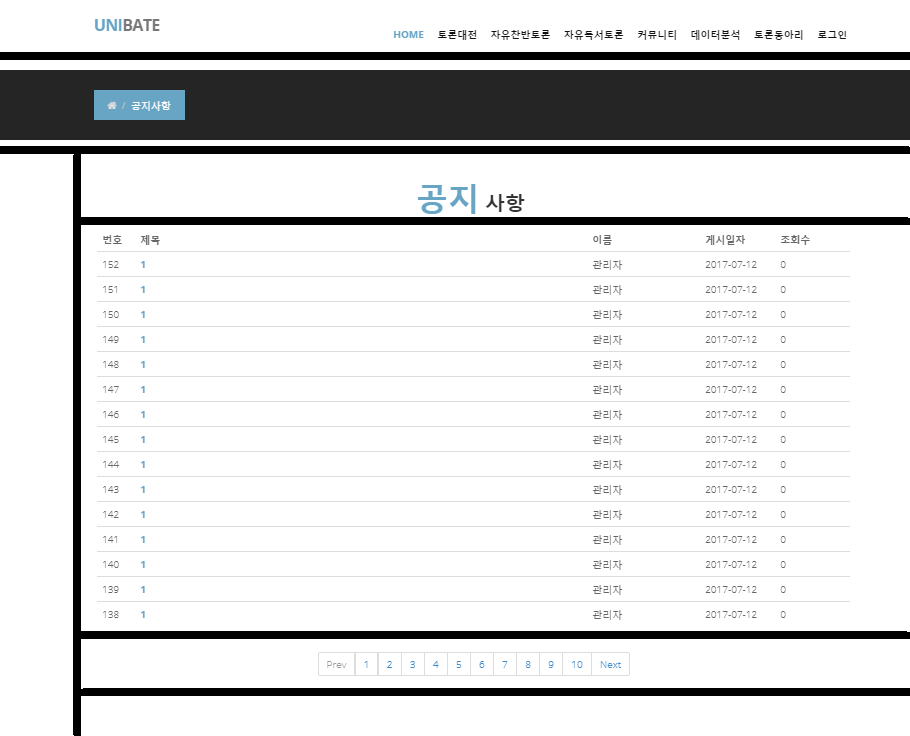 UNIBATE
HOME 토론대전 자유찬반토론 자유독서토론 커뮤니티 데이터분석 토론동아리 로그인
/ 공지사항
공지 사항
번호 제목 이름 게시일자 조회수
152 1 관리자 2017-07-12 0
151 1 관리자 2017-07-12 0
150 1 관리자 2017-07-12 0
149 1 관리자 2017-07-12 0
148 1 관리자 2017-07-12 0
147 1 관리자 2017-07-12 0
146 1 관리자 2017-07-12 0
145 1 관리자 2017-07-12 0
144 1 관리자 2017-07-12 0
143 1 관리자 2017-07-12 0
142 1 관리자 2017-07-12 0
141 1 관리자 2017-07-12 0
140 1 관리자 2017-07-12 0
139 1 관리자 2017-07-12 0
138 1 관리자 2017-07-12 0
Prev 1 2 3 4 5 6 7 8 9 10 Next